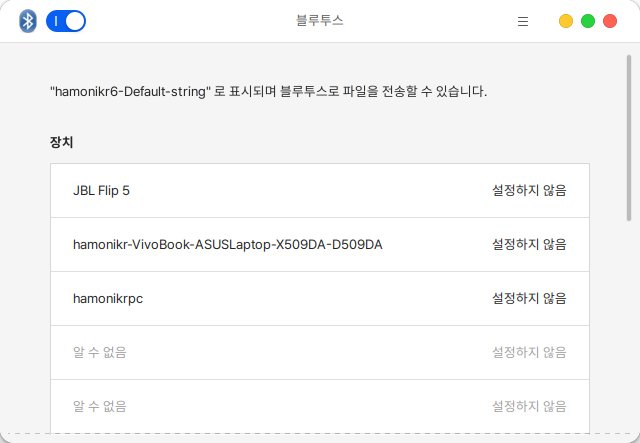 블루투스
"hamonikr6-Default-string" 로 표시되며 블루투스로 파일을 전송할 수 있습니다.
장치
JBL Flip 5 설정하지 않음
hamonikr-VivoBook-ASUSLaptop-X509DA-D509DA 설정하지 않음
hamonikrpc 설정하지 않음
알 수 없음 설정하지 않음
알 수 없음 설정하지 않음